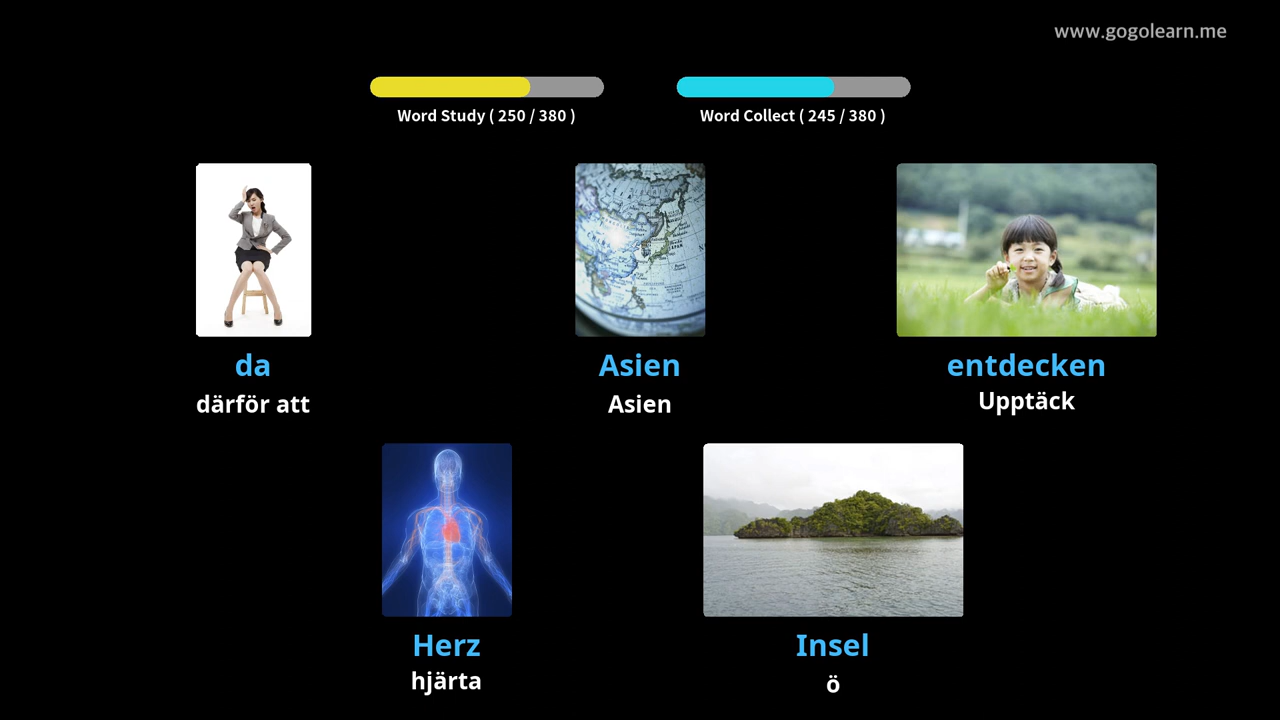 www.gogolearn.me
Word Study ( 250 / 380 )
Word Collect ( 245 / 380 )
da
därför att
Asien
Asien
entdecken
Upptäck
Herz
hjärta
Insel
ö